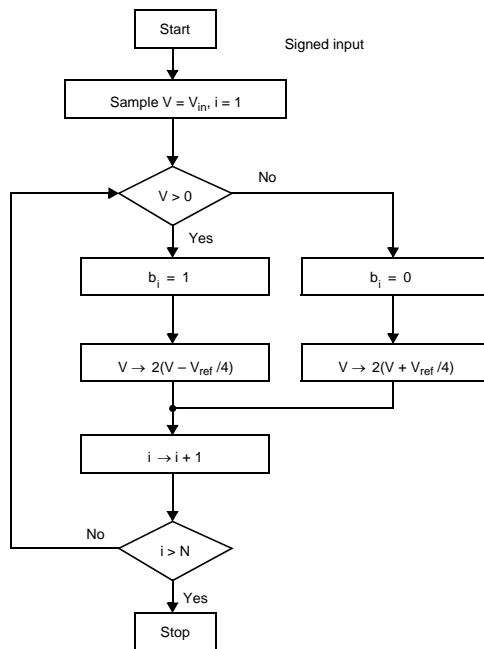 Start
Signed input
Sample V = V_in, i = 1
V > 0
No
Yes
b_i = 1
b_i = 0
V → 2(V – V_ref /4)
V → 2(V + V_ref /4)
i → i + 1
No
i > N
Yes
Stop